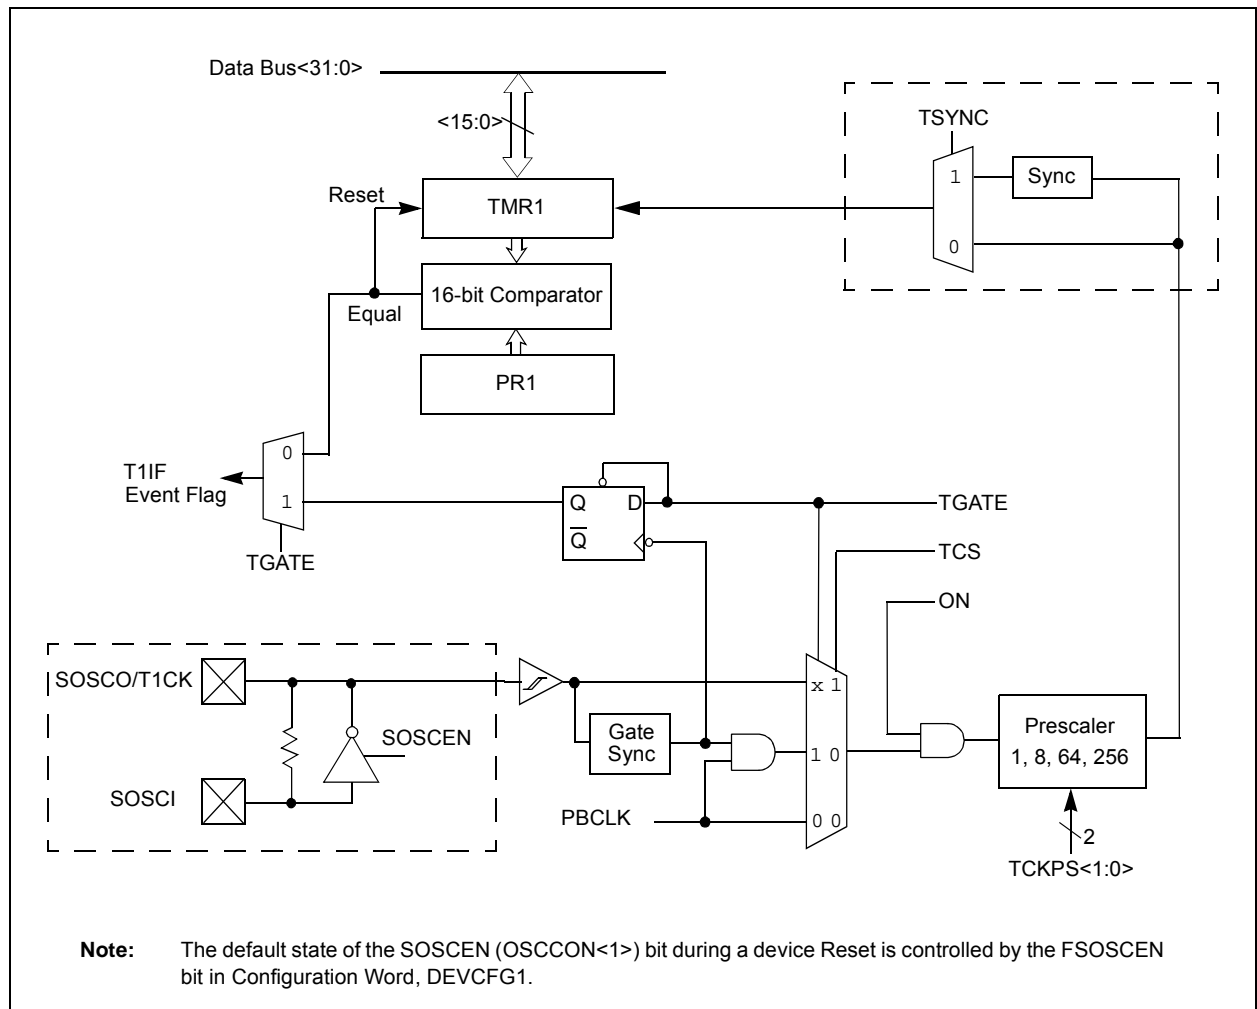 Data Bus<31:0>
<15:0>
TSYNC
Reset
TMR1
1
Sync
0
16-bit Comparator
Equal
PR1
0
T1IF
Event Flag
1
Q
D
TGATE
Q̅
TGATE
TCS
ON
SOSCO/T1CK
x 1
SOSCEN
Gate
Sync
1 0
Prescaler
1, 8, 64, 256
SOSCI
PBCLK
0 0
2
TCKPS<1:0>
Note: The default state of the SOSCEN (OSCCON<1>) bit during a device Reset is controlled by the FSOSCEN
bit in Configuration Word, DEVCFG1.